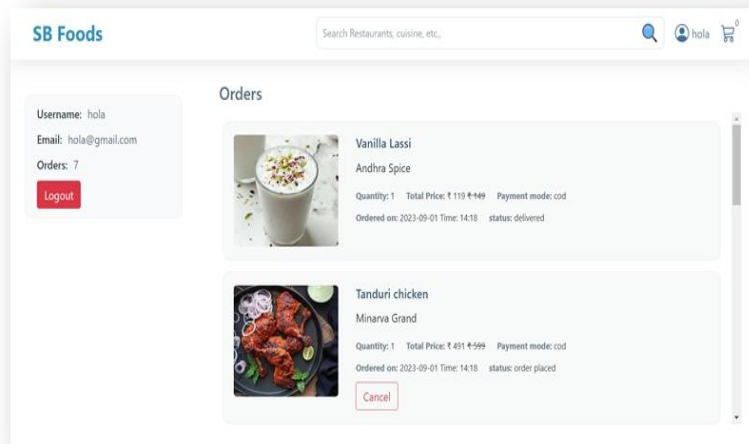 SB Foods
Search Restaurants, cuisine, etc.,
hola
0
Username: hola
Email: hola@gmail.com
Orders: 7
Logout
Orders
Vanilla Lassi
Andhra Spice
Quantity: 1 Total Price: ₹ 119 ₹ 149 Payment mode: cod
Ordered on: 2023-09-01 Time: 14:18 status: delivered
Tanduri chicken
Minarva Grand
Quantity: 1 Total Price: ₹ 491 ₹ 599 Payment mode: cod
Ordered on: 2023-09-01 Time: 14:18 status: order placed
Cancel